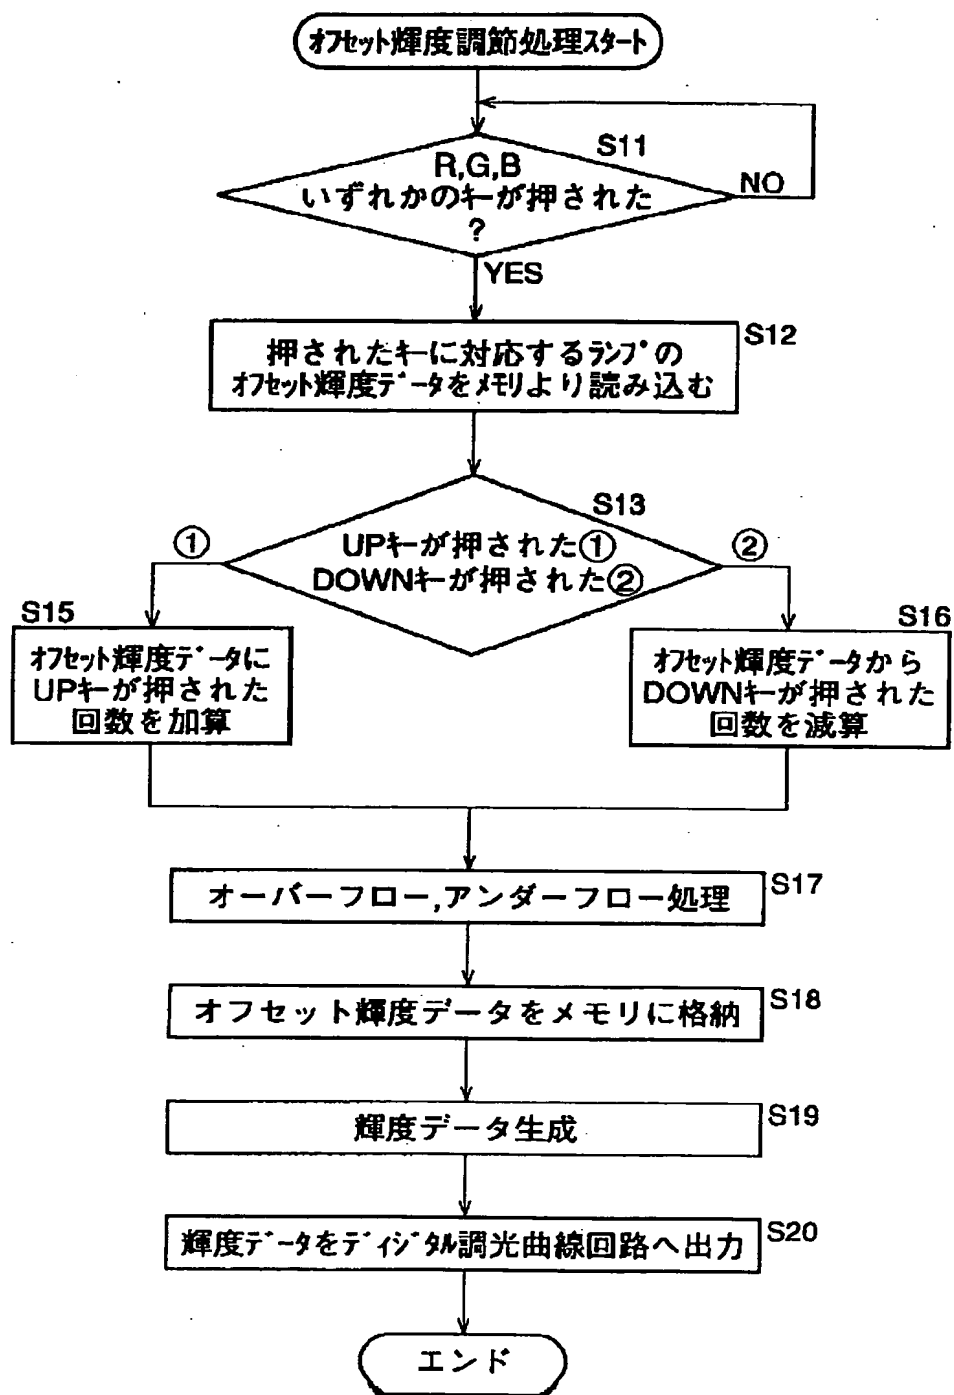 オフセット輝度調節処理スタート
S11
R,G,B
いずれかのキーが押された
?
NO
YES
S12
押されたキーに対応するランプの
オフセット輝度データをメモリより読み込む
S13
①
UPキーが押された①
DOWNキーが押された②
②
S15
オフセット輝度データに
UPキーが押された
回数を加算
S16
オフセット輝度データから
DOWNキーが押された
回数を減算
オーバーフロー,アンダーフロー処理
S17
オフセット輝度データをメモリに格納
S18
輝度データ生成
S19
輝度データをディジタル調光曲線回路へ出力
S20
エンド